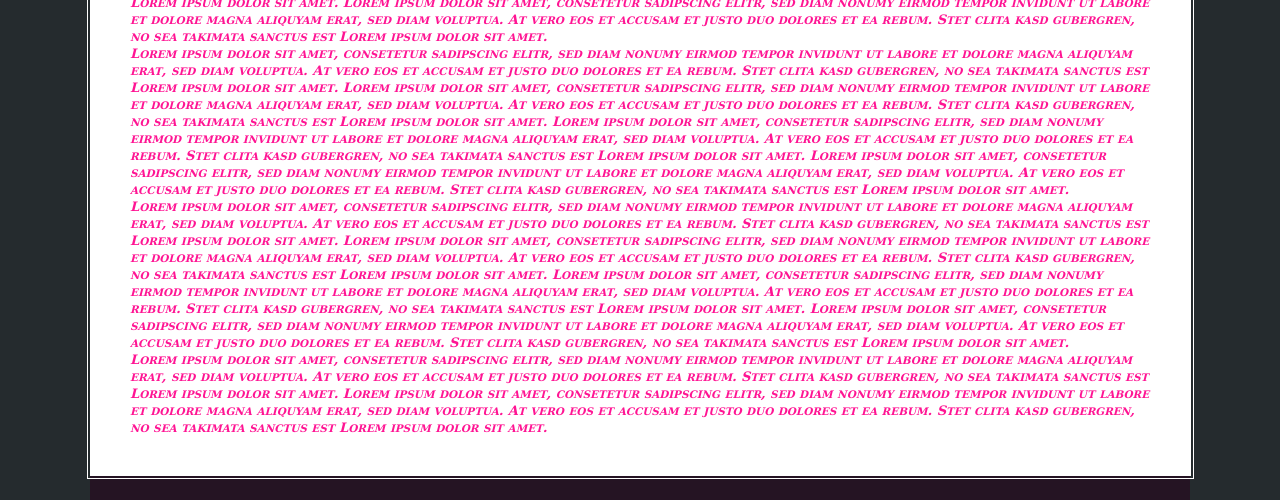 Lorem ipsum dolor sit amet. Lorem ipsum dolor sit amet, consetetur sadipscing elitr, sed diam nonumy eirmod tempor invidunt ut labore
et dolore magna aliquyam erat, sed diam voluptua. At vero eos et accusam et justo duo dolores et ea rebum. Stet clita kasd gubergren,
no sea takimata sanctus est Lorem ipsum dolor sit amet.
Lorem ipsum dolor sit amet, consetetur sadipscing elitr, sed diam nonumy eirmod tempor invidunt ut labore et dolore magna aliquyam
erat, sed diam voluptua. At vero eos et accusam et justo duo dolores et ea rebum. Stet clita kasd gubergren, no sea takimata sanctus est
Lorem ipsum dolor sit amet. Lorem ipsum dolor sit amet, consetetur sadipscing elitr, sed diam nonumy eirmod tempor invidunt ut labore
et dolore magna aliquyam erat, sed diam voluptua. At vero eos et accusam et justo duo dolores et ea rebum. Stet clita kasd gubergren,
no sea takimata sanctus est Lorem ipsum dolor sit amet. Lorem ipsum dolor sit amet, consetetur sadipscing elitr, sed diam nonumy
eirmod tempor invidunt ut labore et dolore magna aliquyam erat, sed diam voluptua. At vero eos et accusam et justo duo dolores et ea
rebum. Stet clita kasd gubergren, no sea takimata sanctus est Lorem ipsum dolor sit amet. Lorem ipsum dolor sit amet, consetetur
sadipscing elitr, sed diam nonumy eirmod tempor invidunt ut labore et dolore magna aliquyam erat, sed diam voluptua. At vero eos et
accusam et justo duo dolores et ea rebum. Stet clita kasd gubergren, no sea takimata sanctus est Lorem ipsum dolor sit amet.
Lorem ipsum dolor sit amet, consetetur sadipscing elitr, sed diam nonumy eirmod tempor invidunt ut labore et dolore magna aliquyam
erat, sed diam voluptua. At vero eos et accusam et justo duo dolores et ea rebum. Stet clita kasd gubergren, no sea takimata sanctus est
Lorem ipsum dolor sit amet. Lorem ipsum dolor sit amet, consetetur sadipscing elitr, sed diam nonumy eirmod tempor invidunt ut labore
et dolore magna aliquyam erat, sed diam voluptua. At vero eos et accusam et justo duo dolores et ea rebum. Stet clita kasd gubergren,
no sea takimata sanctus est Lorem ipsum dolor sit amet. Lorem ipsum dolor sit amet, consetetur sadipscing elitr, sed diam nonumy
eirmod tempor invidunt ut labore et dolore magna aliquyam erat, sed diam voluptua. At vero eos et accusam et justo duo dolores et ea
rebum. Stet clita kasd gubergren, no sea takimata sanctus est Lorem ipsum dolor sit amet. Lorem ipsum dolor sit amet, consetetur
sadipscing elitr, sed diam nonumy eirmod tempor invidunt ut labore et dolore magna aliquyam erat, sed diam voluptua. At vero eos et
accusam et justo duo dolores et ea rebum. Stet clita kasd gubergren, no sea takimata sanctus est Lorem ipsum dolor sit amet.
Lorem ipsum dolor sit amet, consetetur sadipscing elitr, sed diam nonumy eirmod tempor invidunt ut labore et dolore magna aliquyam
erat, sed diam voluptua. At vero eos et accusam et justo duo dolores et ea rebum. Stet clita kasd gubergren, no sea takimata sanctus est
Lorem ipsum dolor sit amet. Lorem ipsum dolor sit amet, consetetur sadipscing elitr, sed diam nonumy eirmod tempor invidunt ut labore
et dolore magna aliquyam erat, sed diam voluptua. At vero eos et accusam et justo duo dolores et ea rebum. Stet clita kasd gubergren,
no sea takimata sanctus est Lorem ipsum dolor sit amet.